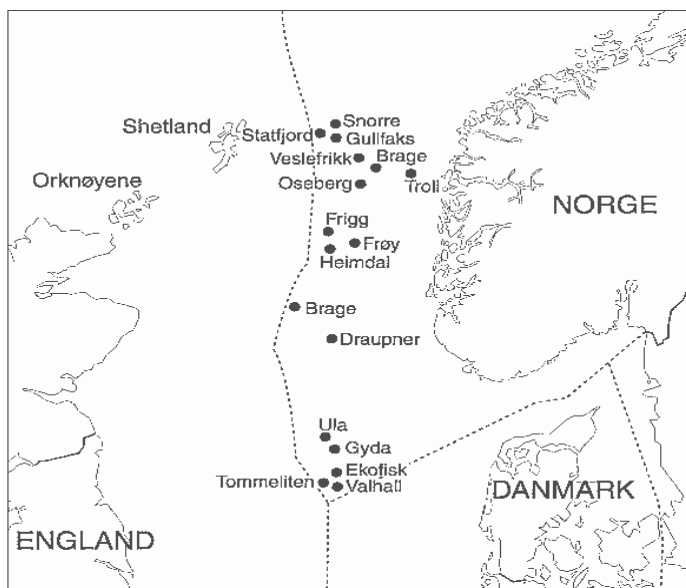 Snorre
Shetland
Statfjord
Gullfaks
Veslefrikk
Brage
Oseberg
Troll
Orknøyene
NORGE
Frigg
Frøy
Heimdal
Brage
Draupner
Ula
Gyda
Ekofisk
Tommeliten
Valhall
DANMARK
ENGLAND